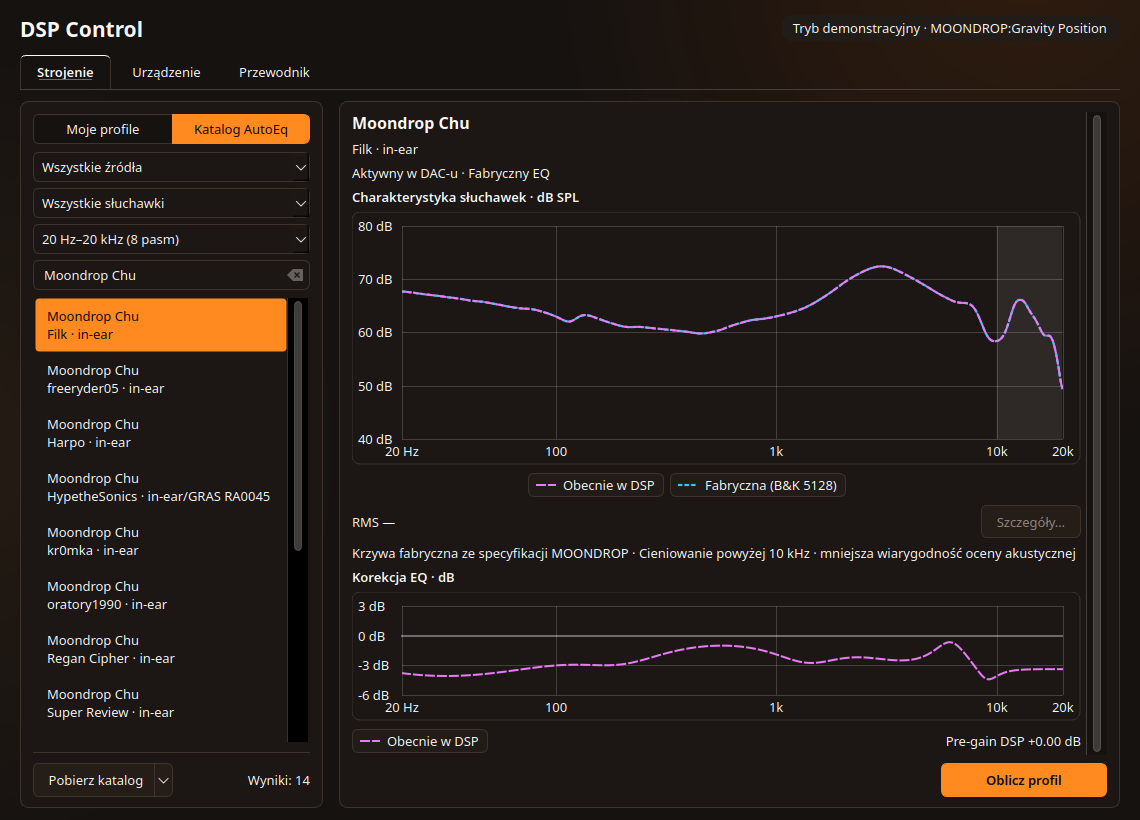 DSP Control
Tryb demonstracyjny · MOONDROP:Gravity Position
Strojenie
Urządzenie
Przewodnik
Moje profile
Katalog AutoEq
Wszystkie źródła
Wszystkie słuchawki
20 Hz–20 kHz (8 pasm)
Moondrop Chu
Moondrop Chu
Filk · in-ear
Moondrop Chu
freeryder05 · in-ear
Moondrop Chu
Harpo · in-ear
Moondrop Chu
HypetheSonics · in-ear/GRAS RA0045
Moondrop Chu
kr0mka · in-ear
Moondrop Chu
oratory1990 · in-ear
Moondrop Chu
Regan Cipher · in-ear
Moondrop Chu
Super Review · in-ear
Pobierz katalog
Wyniki: 14
Moondrop Chu
Filk · in-ear
Aktywny w DAC-u · Fabryczny EQ
Charakterystyka słuchawek · dB SPL
80 dB
70 dB
60 dB
50 dB
40 dB
20 Hz
100
1k
10k
20k
Obecnie w DSP
Fabryczna (B&K 5128)
RMS —
Szczegóły...
Krzywa fabryczna ze specyfikacji MOONDROP · Cieniowanie powyżej 10 kHz · mniejsza wiarygodność oceny akustycznej
Korekcja EQ · dB
3 dB
0 dB
-3 dB
-6 dB
20 Hz
100
1k
10k
20k
Obecnie w DSP
Pre-gain DSP +0.00 dB
Oblicz profil